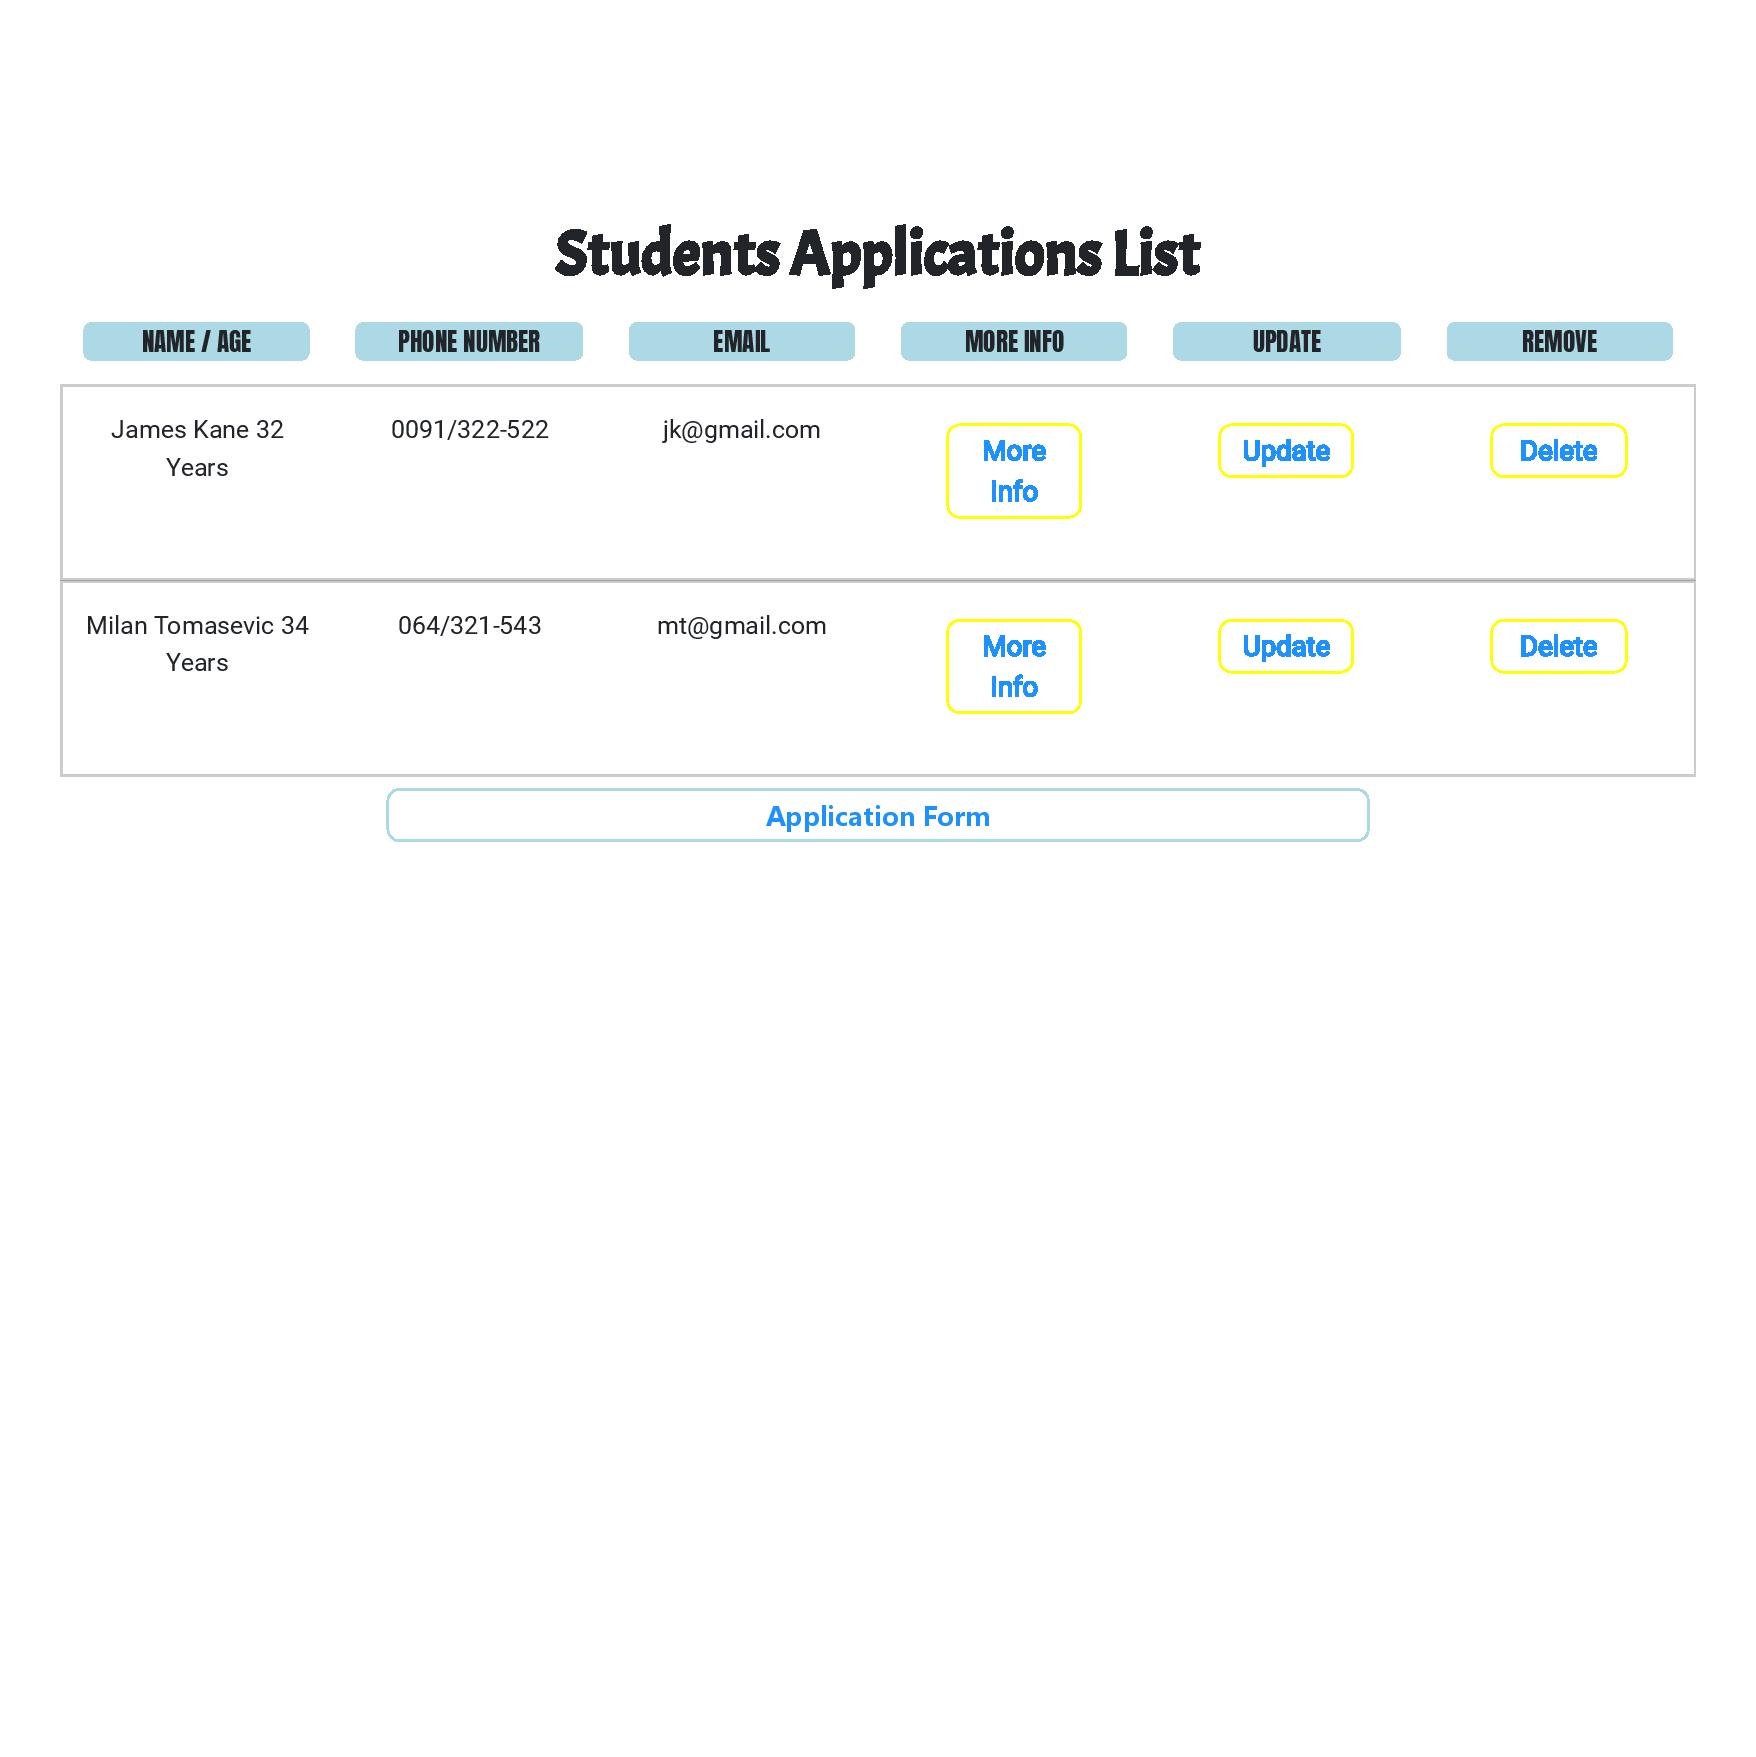 Students Applications List
NAME / AGE PHONE NUMBER EMAIL MORE INFO UPDATE REMOVE
James Kane 32 0091/322-522 jk@gmail.com More Update Delete
Years Info
Milan Tomasevic 34 064/321-543 mt@gmail.com More Update Delete
Years Info
Application Form